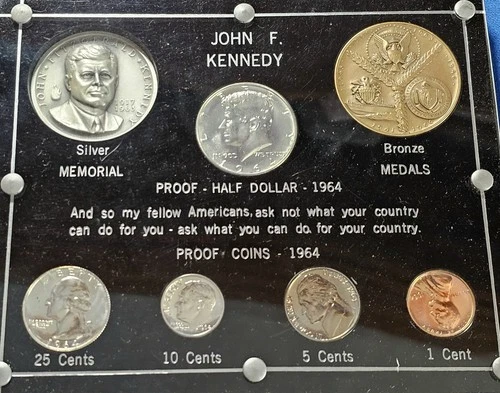 JOHN F.
KENNEDY
Silver
MEMORIAL
Bronze
MEDALS
PROOF - HALF DOLLAR - 1964
And so my fellow Americans, ask not what your country
can do for you - ask what you can do for your country.
PROOF COINS - 1964
25 Cents
10 Cents
5 Cents
1 Cent